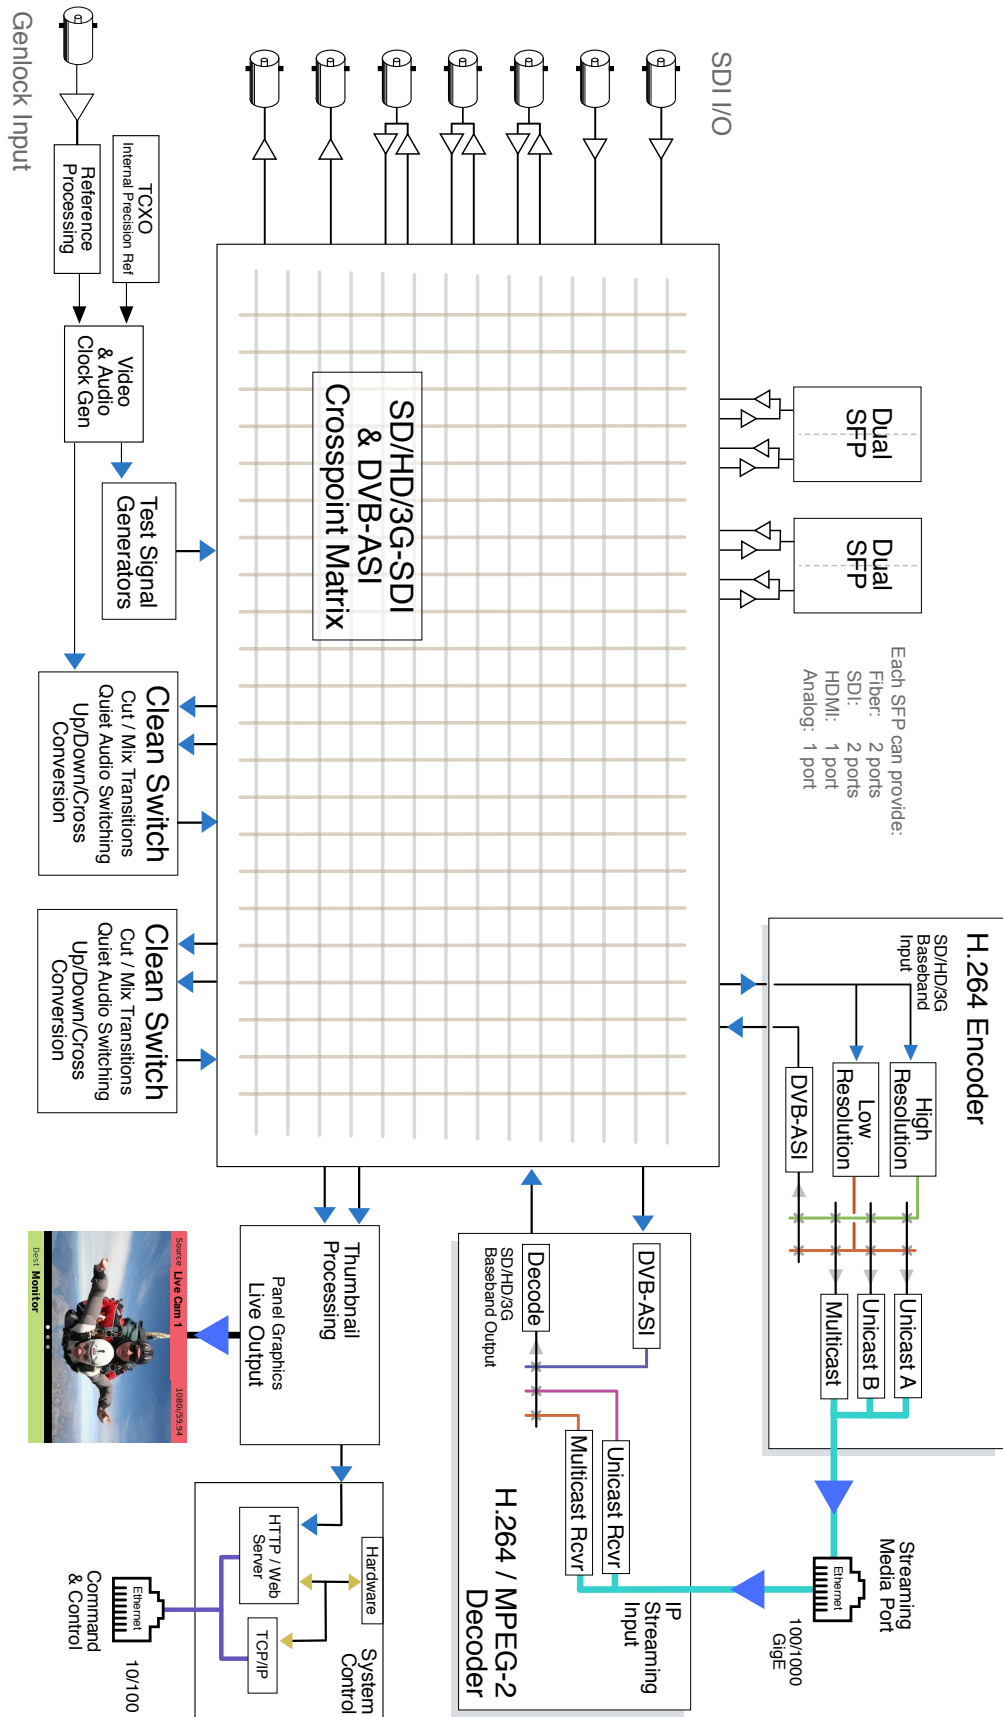 Genlock Input
Reference
Processing
TCXO
Internal Precision Ref
Video
& Audio
Clock Gen
Test Signal
Generators
SDI I/O
SD/HD/3G-SDI
& DVB-ASI
Crosspoint Matrix
Dual
SFP
Dual
SFP
Each SFP can provide:
Fiber: 2 ports
SDI: 2 ports
HDMI: 1 port
Analog: 1 port
Clean Switch
Cut / Mix Transitions
Quiet Audio Switching
Up/Down/Cross
Conversion
Clean Switch
Cut / Mix Transitions
Quiet Audio Switching
Up/Down/Cross
Conversion
H.264 Encoder
SD/HD/3G
Baseband
Input
High
Resolution
Low
Resolution
DVB-ASI
Unicast A
Unicast B
Multicast
Streaming
Media Port
Ethernet
100/1000
GigE
IP
Streaming
Input
H.264 / MPEG-2
Decoder
DVB-ASI
Decode
SD/HD/3G
Baseband Output
Unicast Rcvr
Multicast Rcvr
Thumbnail
Processing
Panel Graphics
Live Output
Source Live Cam 1 1080i/59.94
Dest Monitor
System
Control
Hardware
HTTP / Web
Server
TCP/IP
Ethernet
Command
& Control
10/100